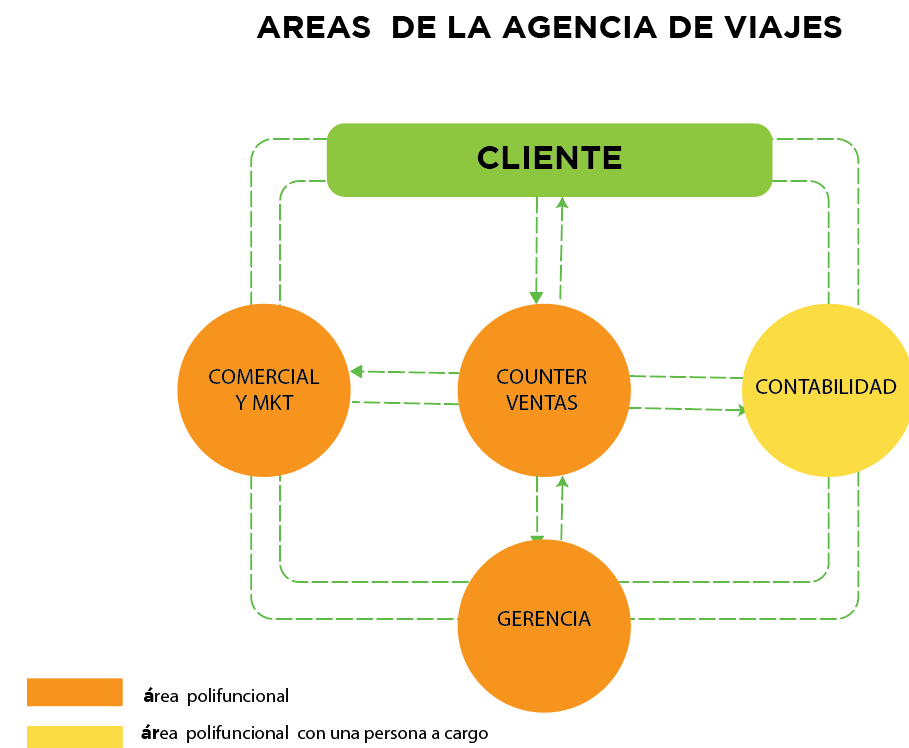 AREAS DE LA AGENCIA DE VIAJES
CLIENTE
COMERCIAL
Y MKT
COUNTER
VENTAS
CONTABILIDAD
GERENCIA
área polifuncional
área polifuncional con una persona a cargo